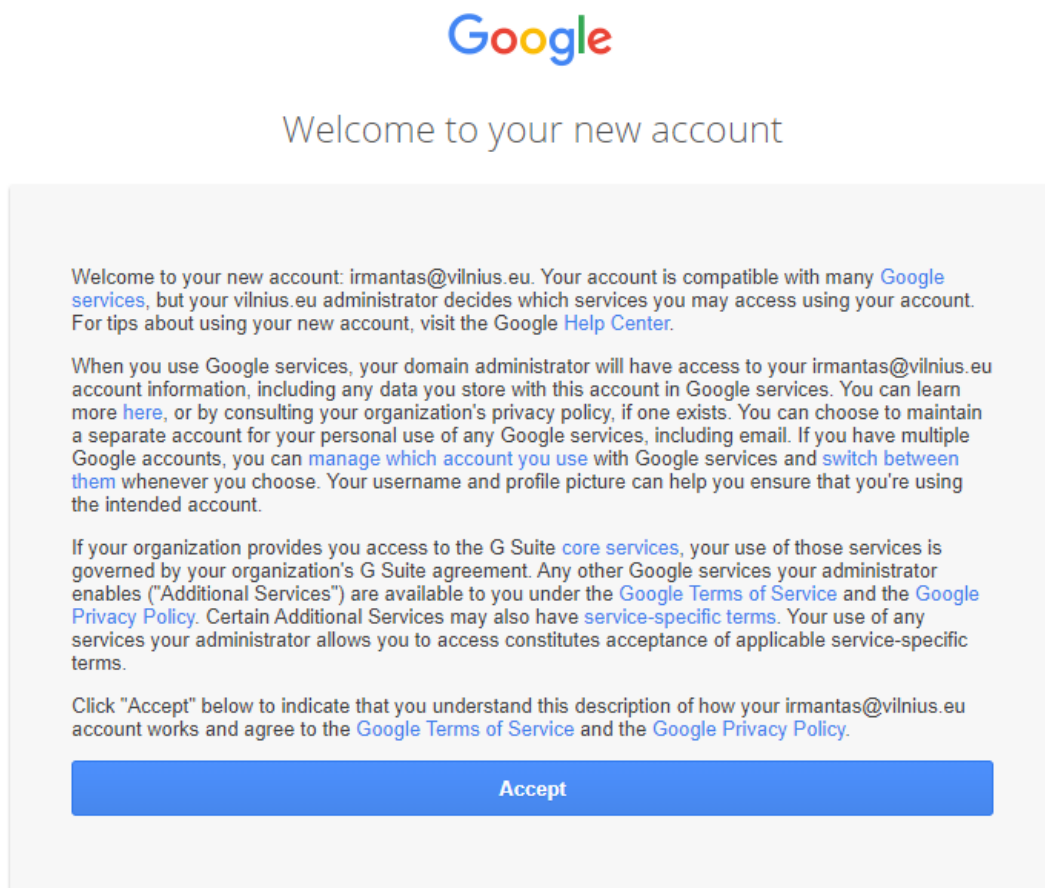 Google
Welcome to your new account
Welcome to your new account: irmantas@vilnius.eu. Your account is compatible with many Google
services, but your vilnius.eu administrator decides which services you may access using your account.
For tips about using your new account, visit the Google Help Center.
When you use Google services, your domain administrator will have access to your irmantas@vilnius.eu
account information, including any data you store with this account in Google services. You can learn
more here, or by consulting your organization's privacy policy, if one exists. You can choose to maintain
a separate account for your personal use of any Google services, including email. If you have multiple
Google accounts, you can manage which account you use with Google services and switch between
them whenever you choose. Your username and profile picture can help you ensure that you're using
the intended account.
If your organization provides you access to the G Suite core services, your use of those services is
governed by your organization's G Suite agreement. Any other Google services your administrator
enables ("Additional Services") are available to you under the Google Terms of Service and the Google
Privacy Policy. Certain Additional Services may also have service-specific terms. Your use of any
services your administrator allows you to access constitutes acceptance of applicable service-specific
terms.
Click "Accept" below to indicate that you understand this description of how your irmantas@vilnius.eu
account works and agree to the Google Terms of Service and the Google Privacy Policy.
Accept